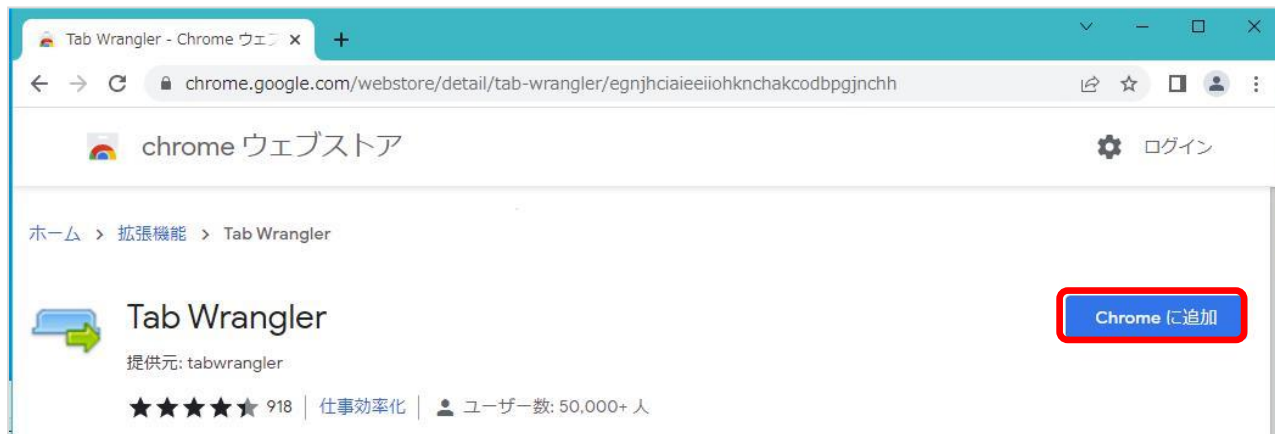 Tab Wrangler - Chrome ウェブ
chrome.google.com/webstore/detail/tab-wrangler/egnjhciaieeiiohknchakcodbpgjnchh
chrome ウェブストア
ログイン
ホーム > 拡張機能 > Tab Wrangler
Tab Wrangler
Chrome に追加
提供元: tabwrangler
918 | 仕事効率化 | ユーザー数: 50,000+ 人